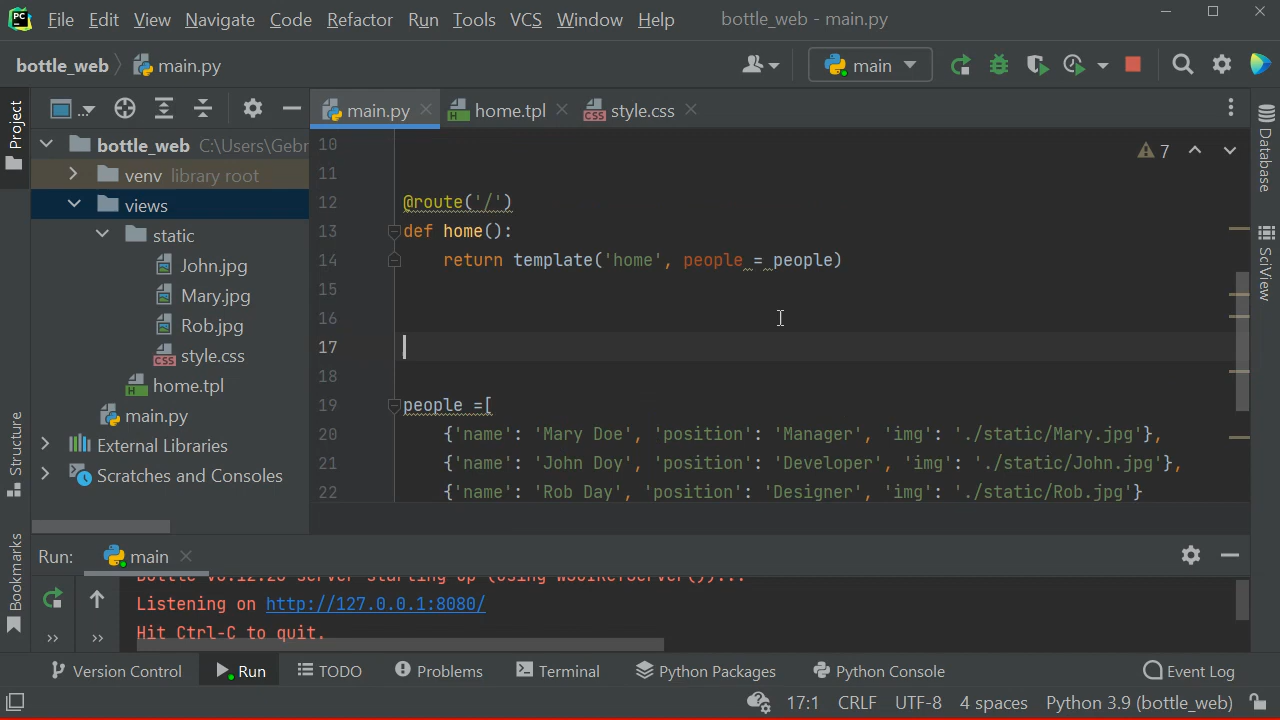 PC File Edit View Navigate Code Refactor Run Tools VCS Window Help bottle_web - main.py
bottle_web main.py main
Project main.py home.tpl style.css
bottle_web C:\Users\Gebr
venv library root
views
static
John.jpg
Mary.jpg
Rob.jpg
style.css
home.tpl
main.py
External Libraries
Scratches and Consoles
7
10
11
12 @route('/')
13 def home():
14 return template('home', people = people)
15
16
17
18
19 people =[
20 {'name': 'Mary Doe', 'position': 'Manager', 'img': './static/Mary.jpg'},
21 {'name': 'John Doy', 'position': 'Developer', 'img': './static/John.jpg'},
22 {'name': 'Rob Day', 'position': 'Designer', 'img': './static/Rob.jpg'}
Database
SciView
Structure
Bookmarks
Run: main
server starting up (using WSGIRefServer())...
Listening on http://127.0.0.1:8080/
Hit Ctrl-C to quit.
Version Control Run TODO Problems Terminal Python Packages Python Console Event Log
17:1 CRLF UTF-8 4 spaces Python 3.9 (bottle_web)